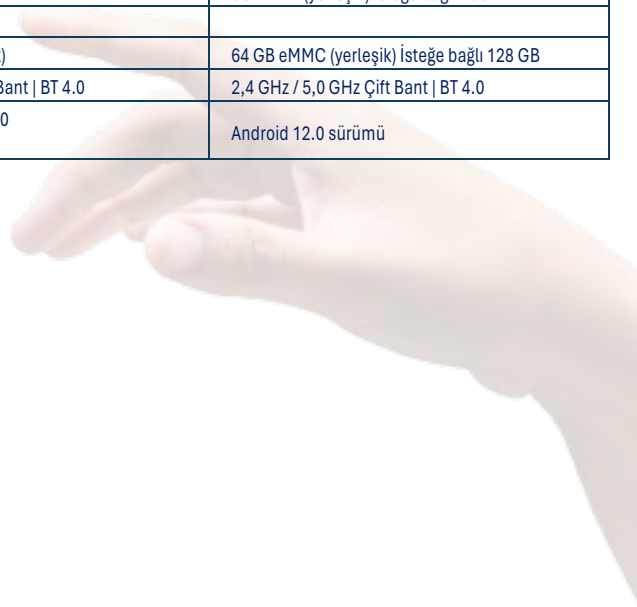 )
64 GB eMMC (yerleşik) İsteğe bağlı 128 GB
Bant | BT 4.0
2,4 GHz / 5,0 GHz Çift Bant | BT 4.0
0
Android 12.0 sürümü